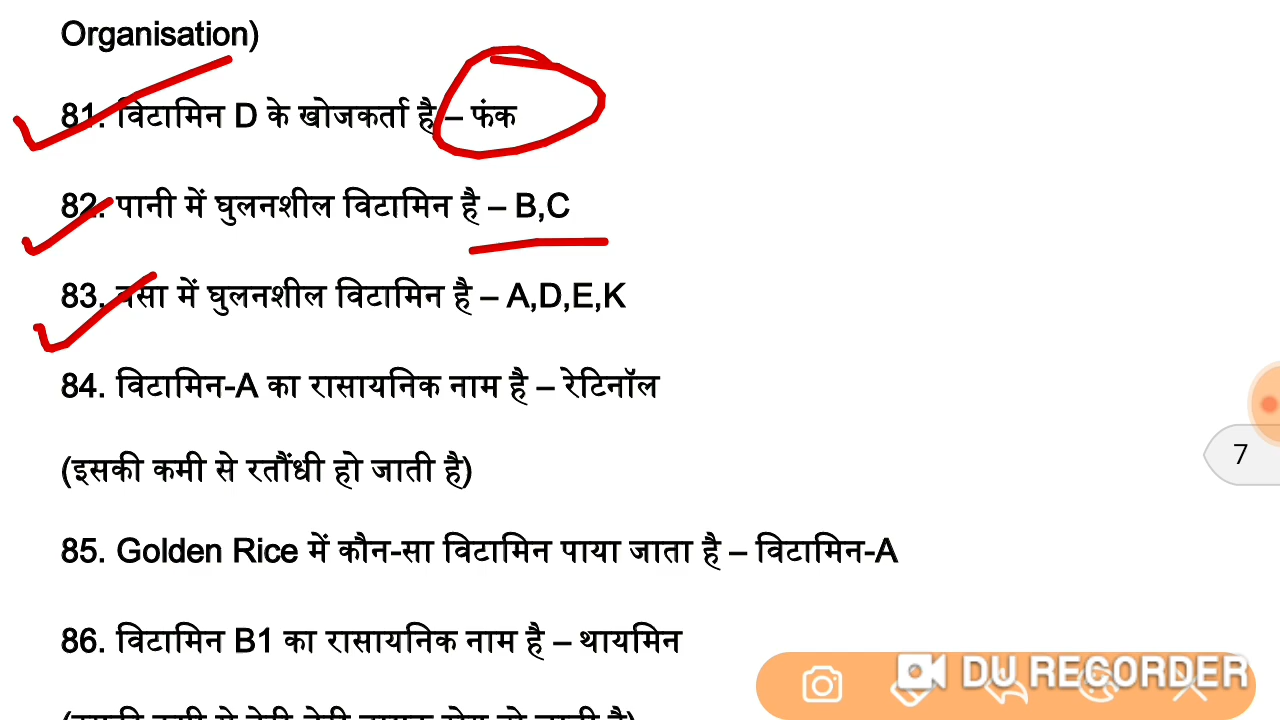 Organisation)
81. विटामिन D के खोजकर्ता है – फंक
82. पानी में घुलनशील विटामिन है – B,C
83. वसा में घुलनशील विटामिन है – A,D,E,K
84. विटामिन-A का रासायनिक नाम है – रेटिनॉल
(इसकी कमी से रतौंधी हो जाती है)
7
85. Golden Rice में कौन-सा विटामिन पाया जाता है – विटामिन-A
86. विटामिन B1 का रासायनिक नाम है – थायमिन
DU RECORDER